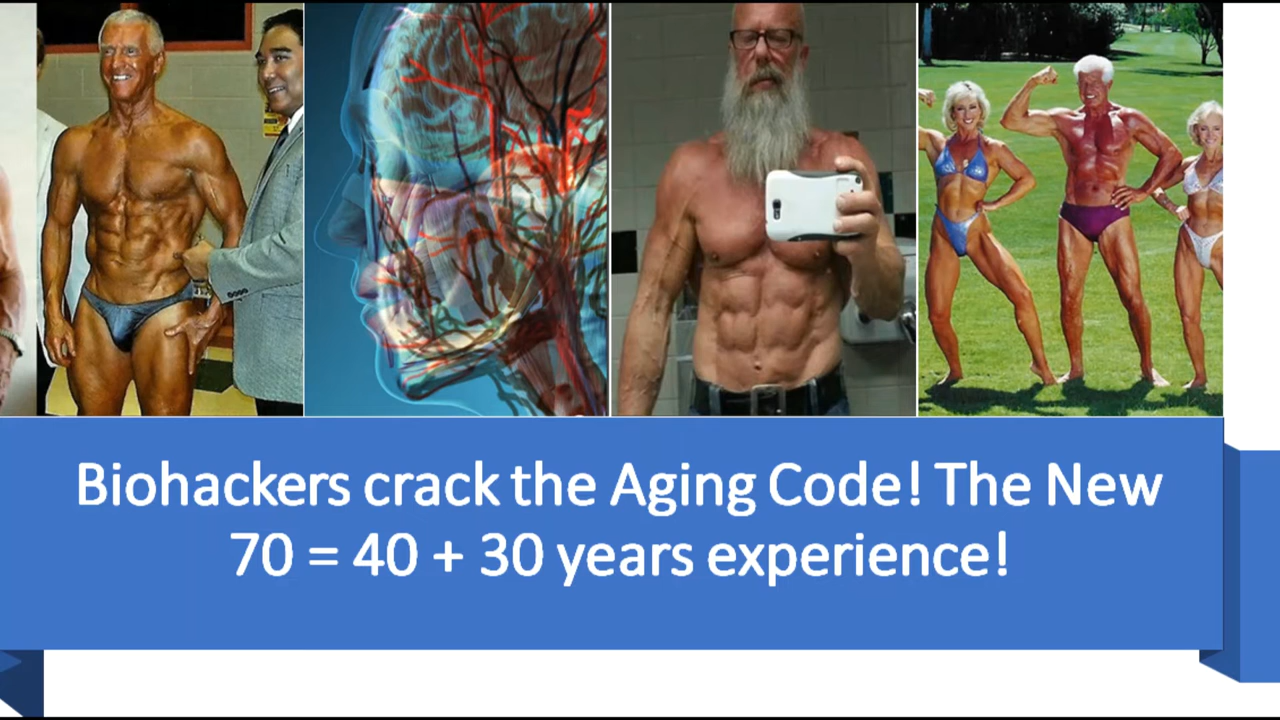 Biohackers crack the Aging Code! The New
70 = 40 + 30 years experience!